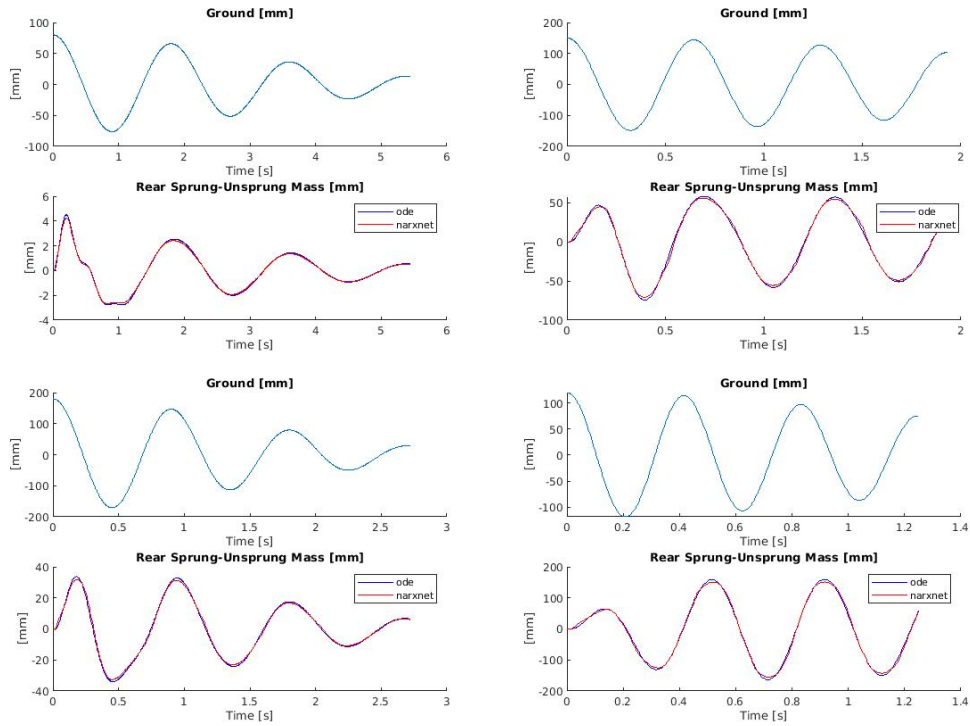 Ground [mm]
100
50
0
-50
-100
[mm]
0 1 2 3 4 5 6
Time [s]
Rear Sprung-Unsprung Mass [mm]
6
4
2
0
-2
-4
[mm]
ode
narxnet
0 1 2 3 4 5 6
Time [s]
Ground [mm]
200
100
0
-100
-200
[mm]
0 0.5 1 1.5 2
Time [s]
Rear Sprung-Unsprung Mass [mm]
50
0
-50
-100
[mm]
ode
narxnet
0 0.5 1 1.5 2
Time [s]
Ground [mm]
200
100
0
-100
-200
[mm]
0 0.5 1 1.5 2 2.5 3
Time [s]
Rear Sprung-Unsprung Mass [mm]
40
20
0
-20
-40
[mm]
ode
narxnet
0 0.5 1 1.5 2 2.5 3
Time [s]
Ground [mm]
100
50
0
-50
-100
[mm]
0 0.2 0.4 0.6 0.8 1 1.2 1.4
Time [s]
Rear Sprung-Unsprung Mass [mm]
200
100
0
-100
-200
[mm]
ode
narxnet
0 0.2 0.4 0.6 0.8 1 1.2 1.4
Time [s]